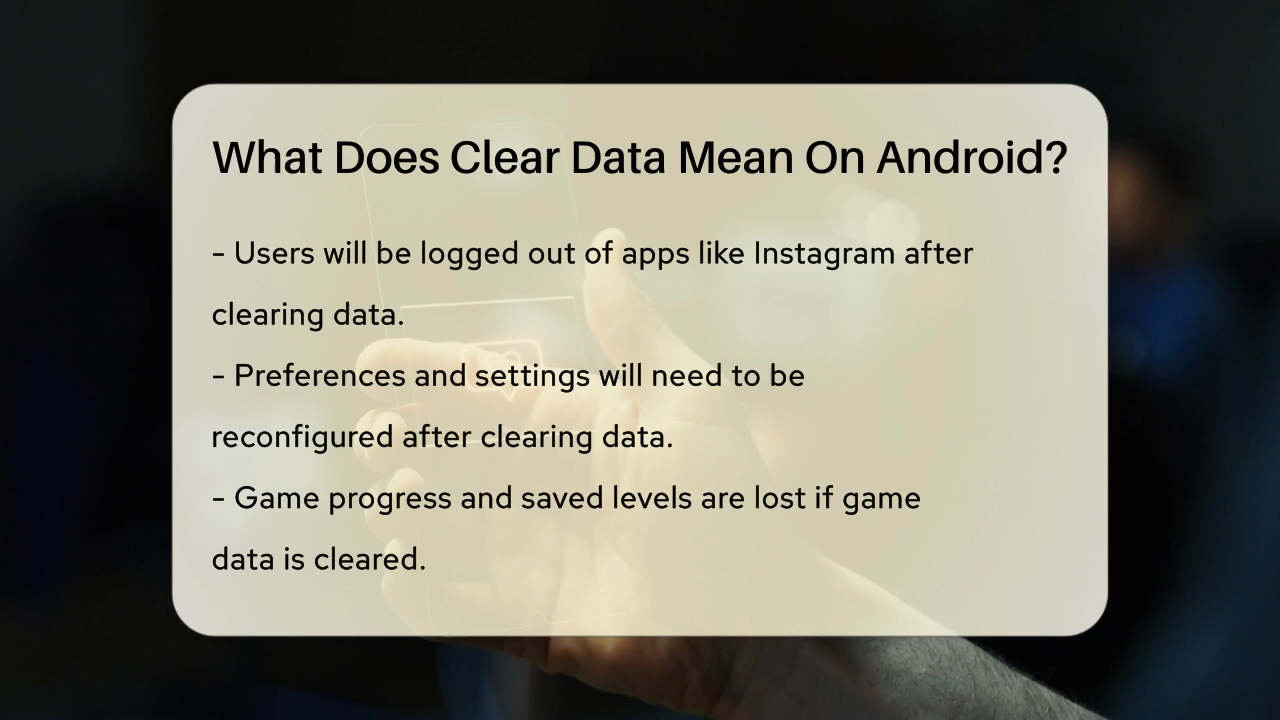 What Does Clear Data Mean On Android?
- Users will be logged out of apps like Instagram after
clearing data.
- Preferences and settings will need to be
reconfigured after clearing data.
- Game progress and saved levels are lost if game
data is cleared.